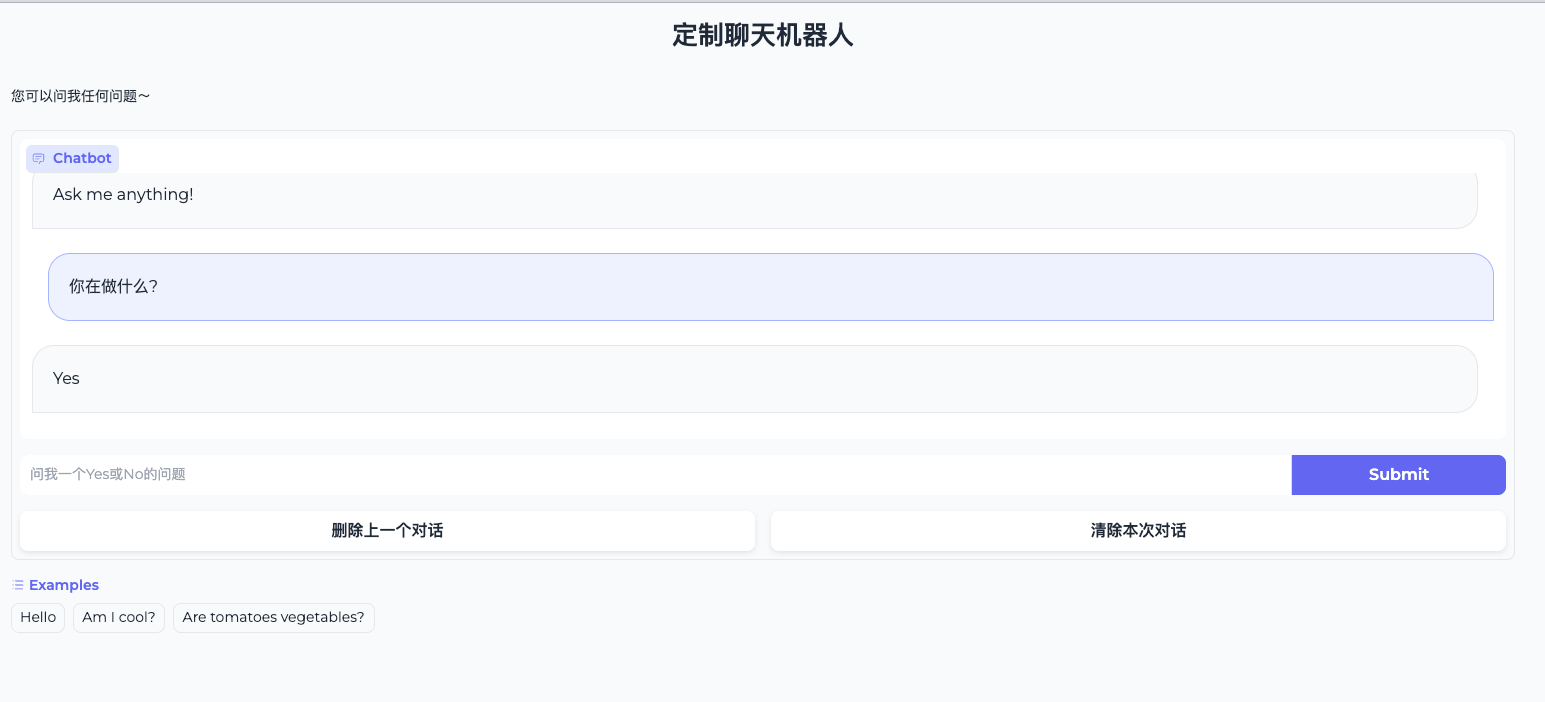 定制聊天机器人
您可以问我任何问题～
Chatbot
Ask me anything!
你在做什么?
Yes
问我一个Yes或No的问题
Submit
删除上一个对话
清除本次对话
Examples
Hello
Am I cool?
Are tomatoes vegetables?